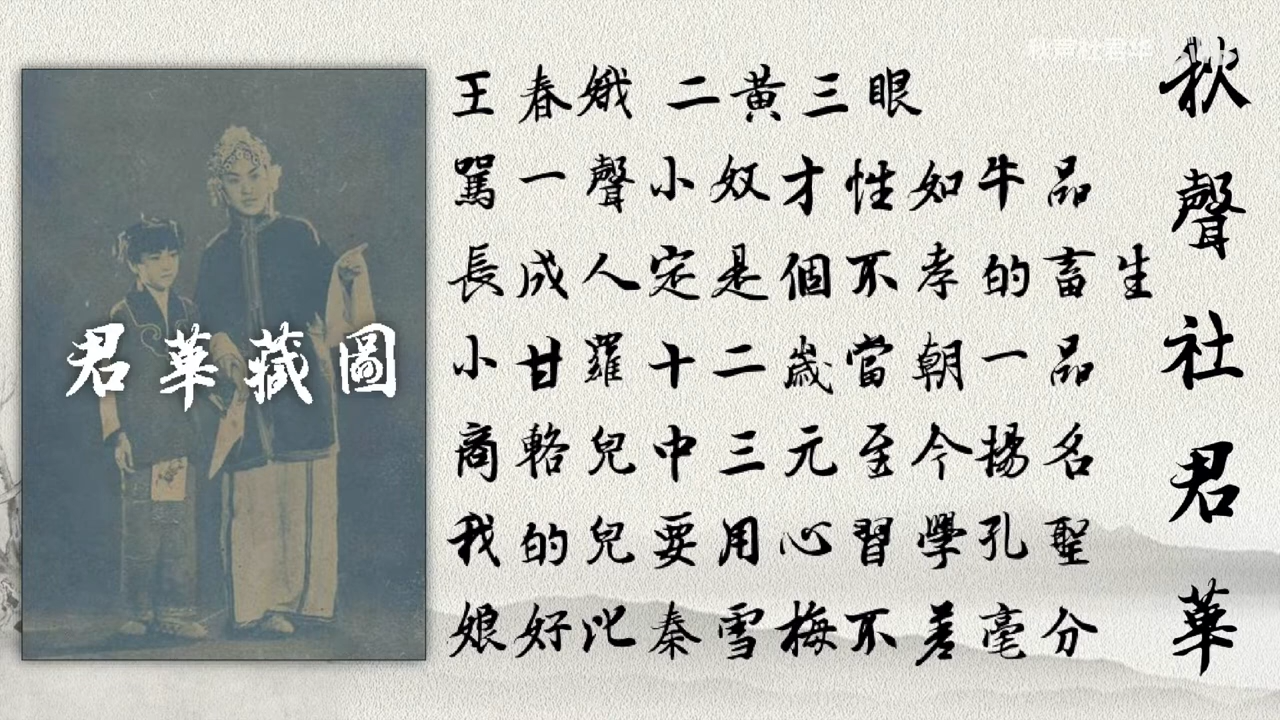 王春娥 二黄三眼
罵一聲小奴才性如牛品
長成人定是個不孝的畜生
小甘羅十二歲當朝一品
商輅兒中三元至今揚名
我的兒要用心習學孔聖
娘好比秦雪梅不差毫分
秋聲社君華
君華藏圖